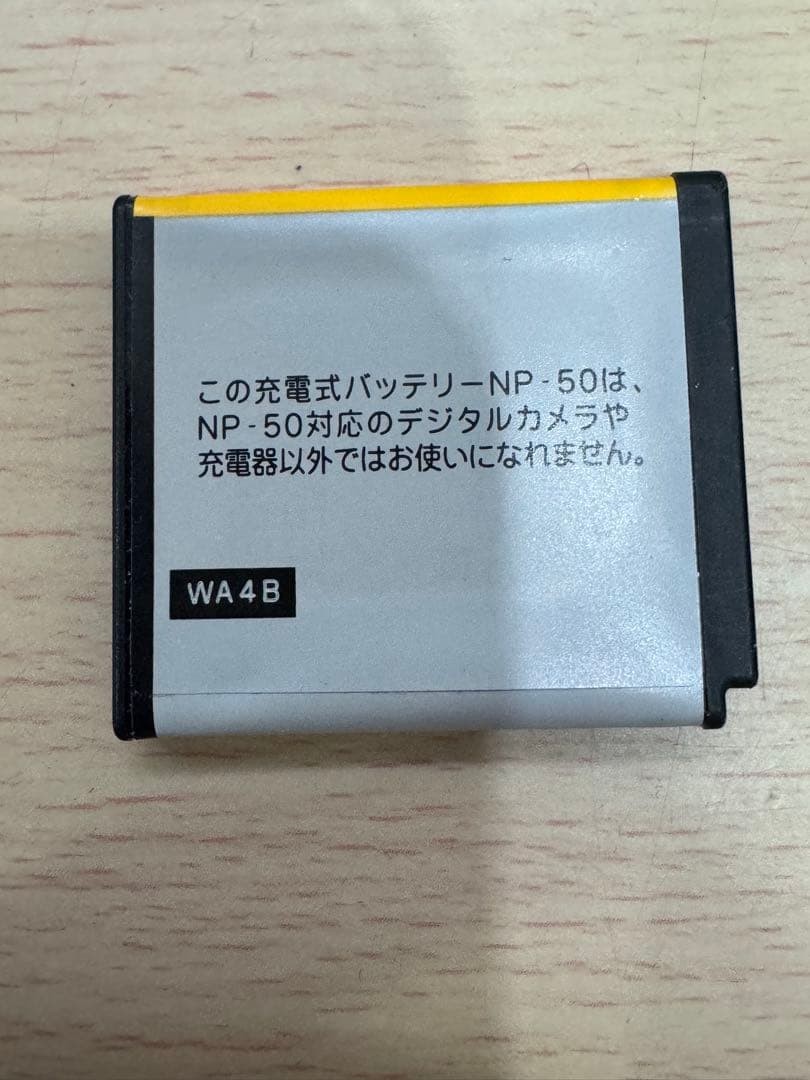 この充電式バッテリーNP-50は、
NP-50対応のデジタルカメラや
充電器以外ではお使いになれません。
WA4B